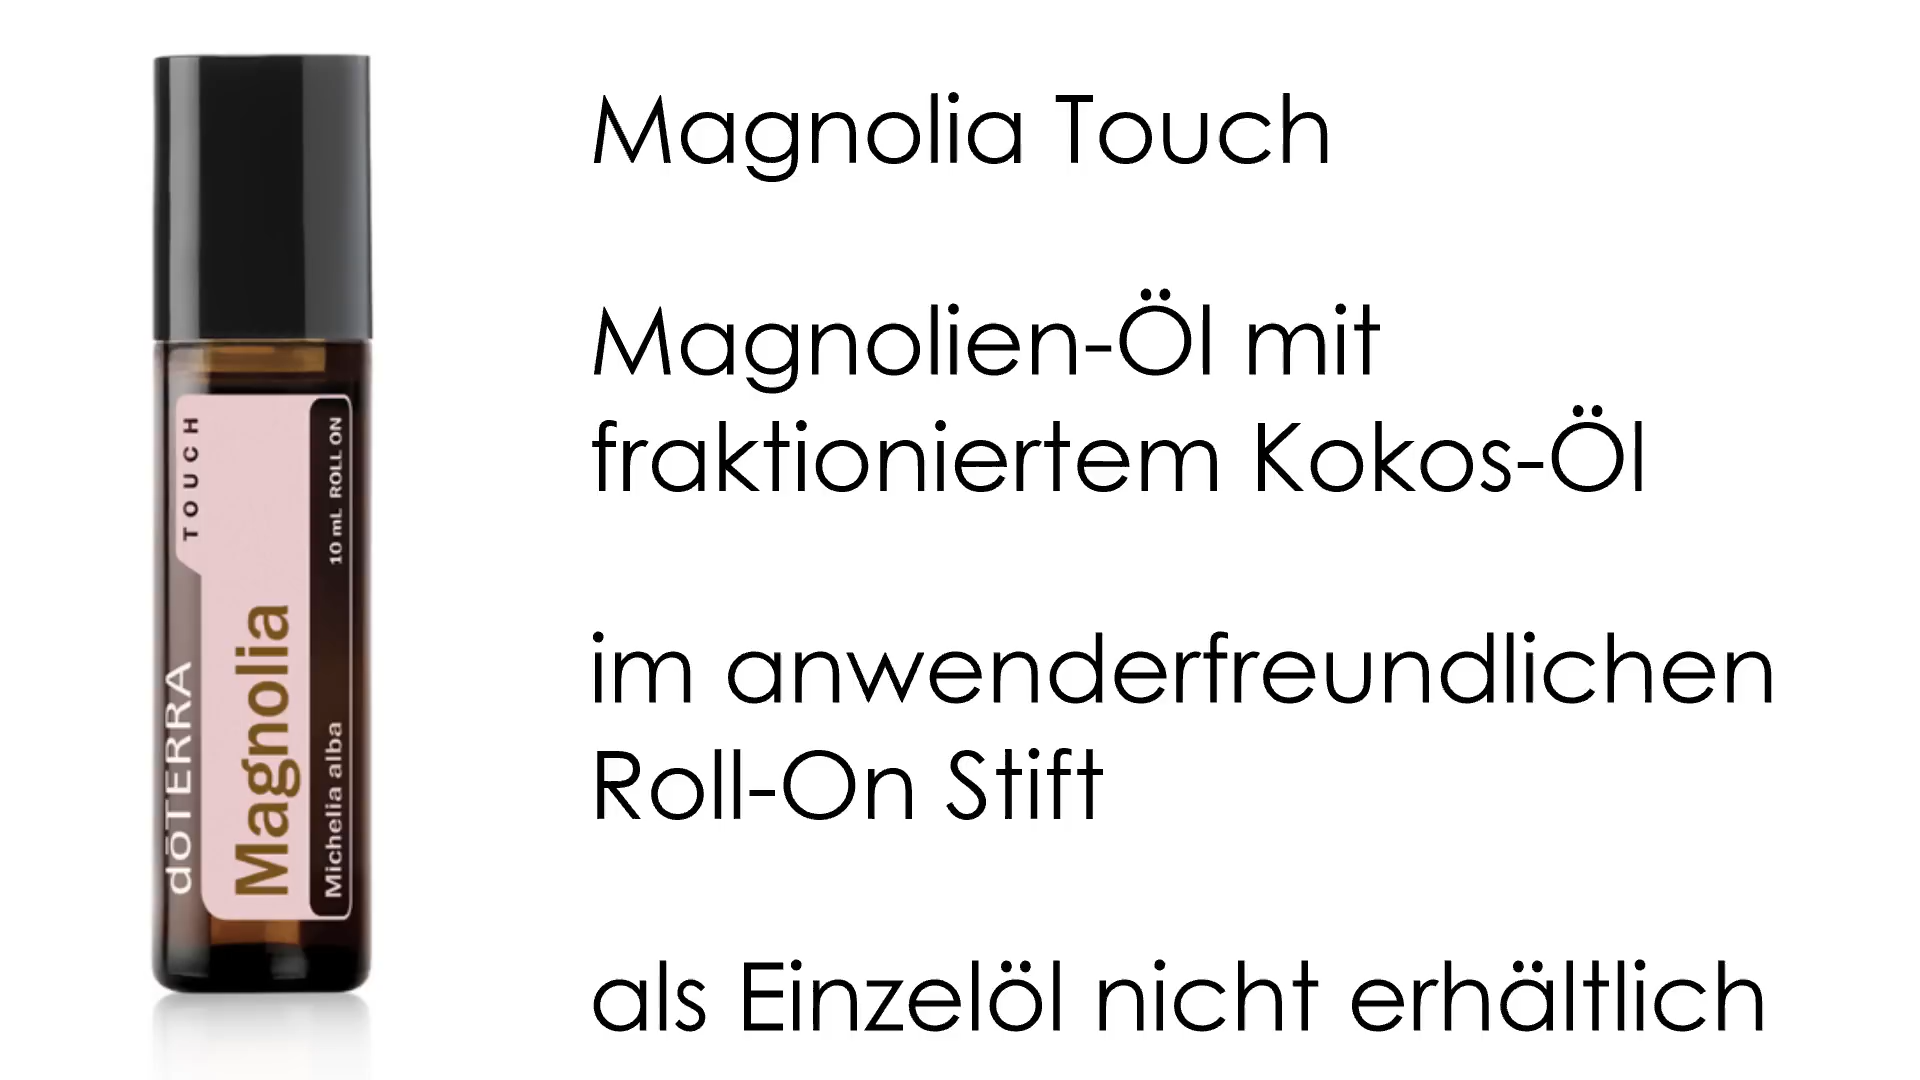 Magnolia Touch
Magnolien-Öl mit
fraktioniertem Kokos-Öl
im anwenderfreundlichen
Roll-On Stift
als Einzelöl nicht erhältlich
dōTERRA
TOUCH
Magnolia
Michelia alba
10 mL ROLL ON